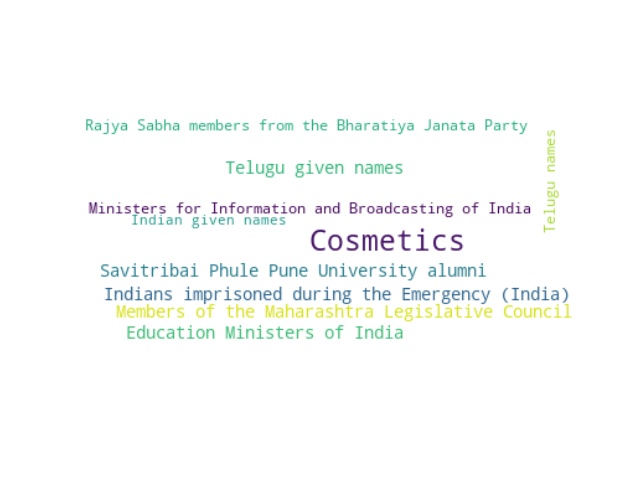 Rajya Sabha members from the Bharatiya Janata Party
Telugu names
Telugu given names
Ministers for Information and Broadcasting of India
Indian given names
Cosmetics
Savitribai Phule Pune University alumni
Indians imprisoned during the Emergency (India)
Members of the Maharashtra Legislative Council
Education Ministers of India